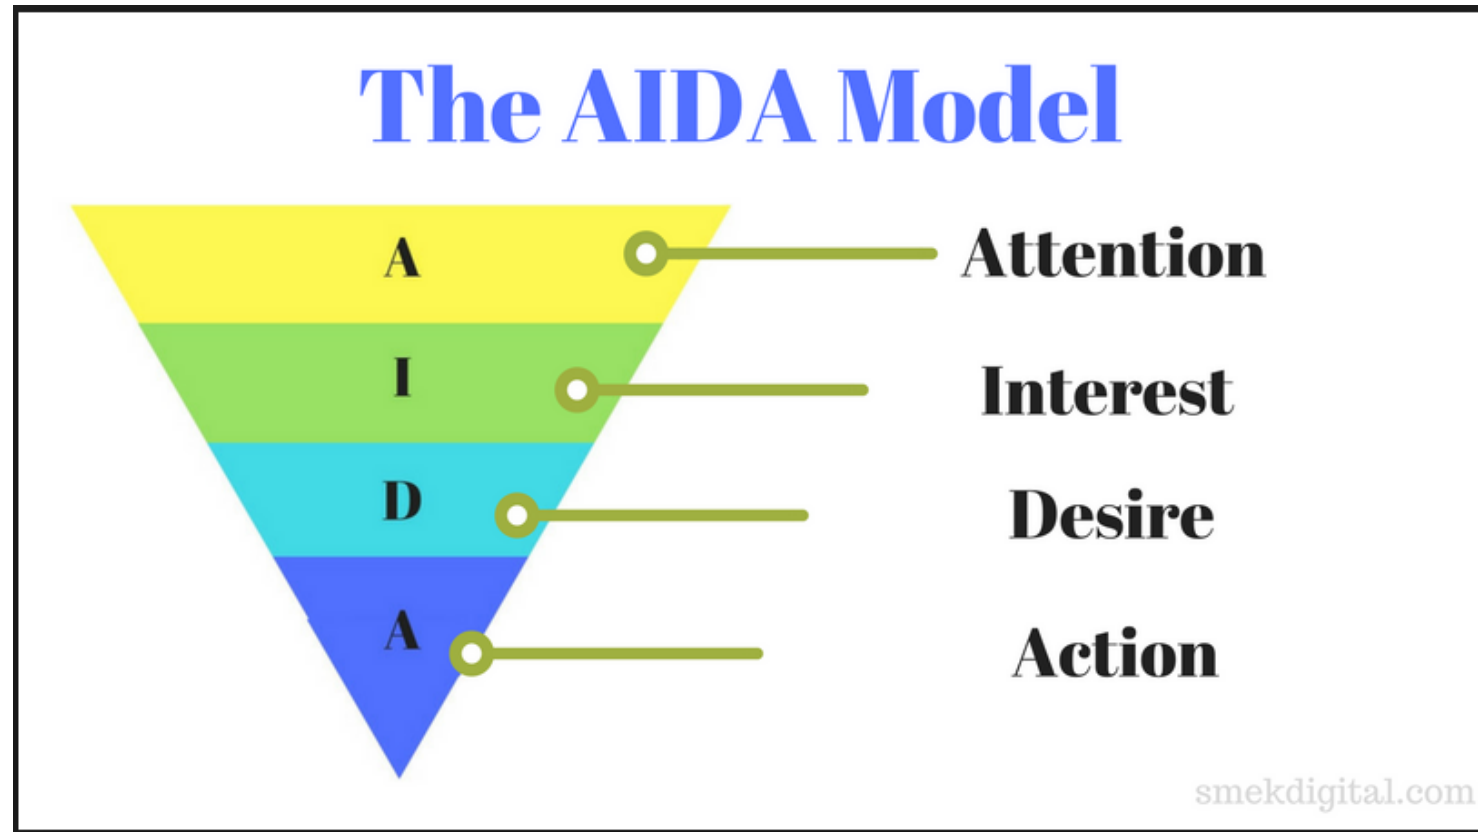 The AIDA Model
A
Attention
I
Interest
D
Desire
A
Action
smekdigital.com